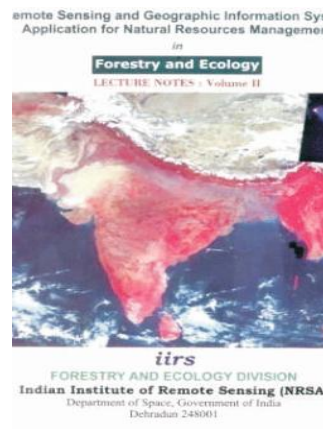 emote Sensing and Geographic Information Sys
Application for Natural Resources Manageme
in
Forestry and Ecology
LECTURE NOTES : Volume II
iirs
FORESTRY AND ECOLOGY DIVISION
Indian Institute of Remote Sensing (NRSA
Department of Space, Government of India
Dehradun 248001